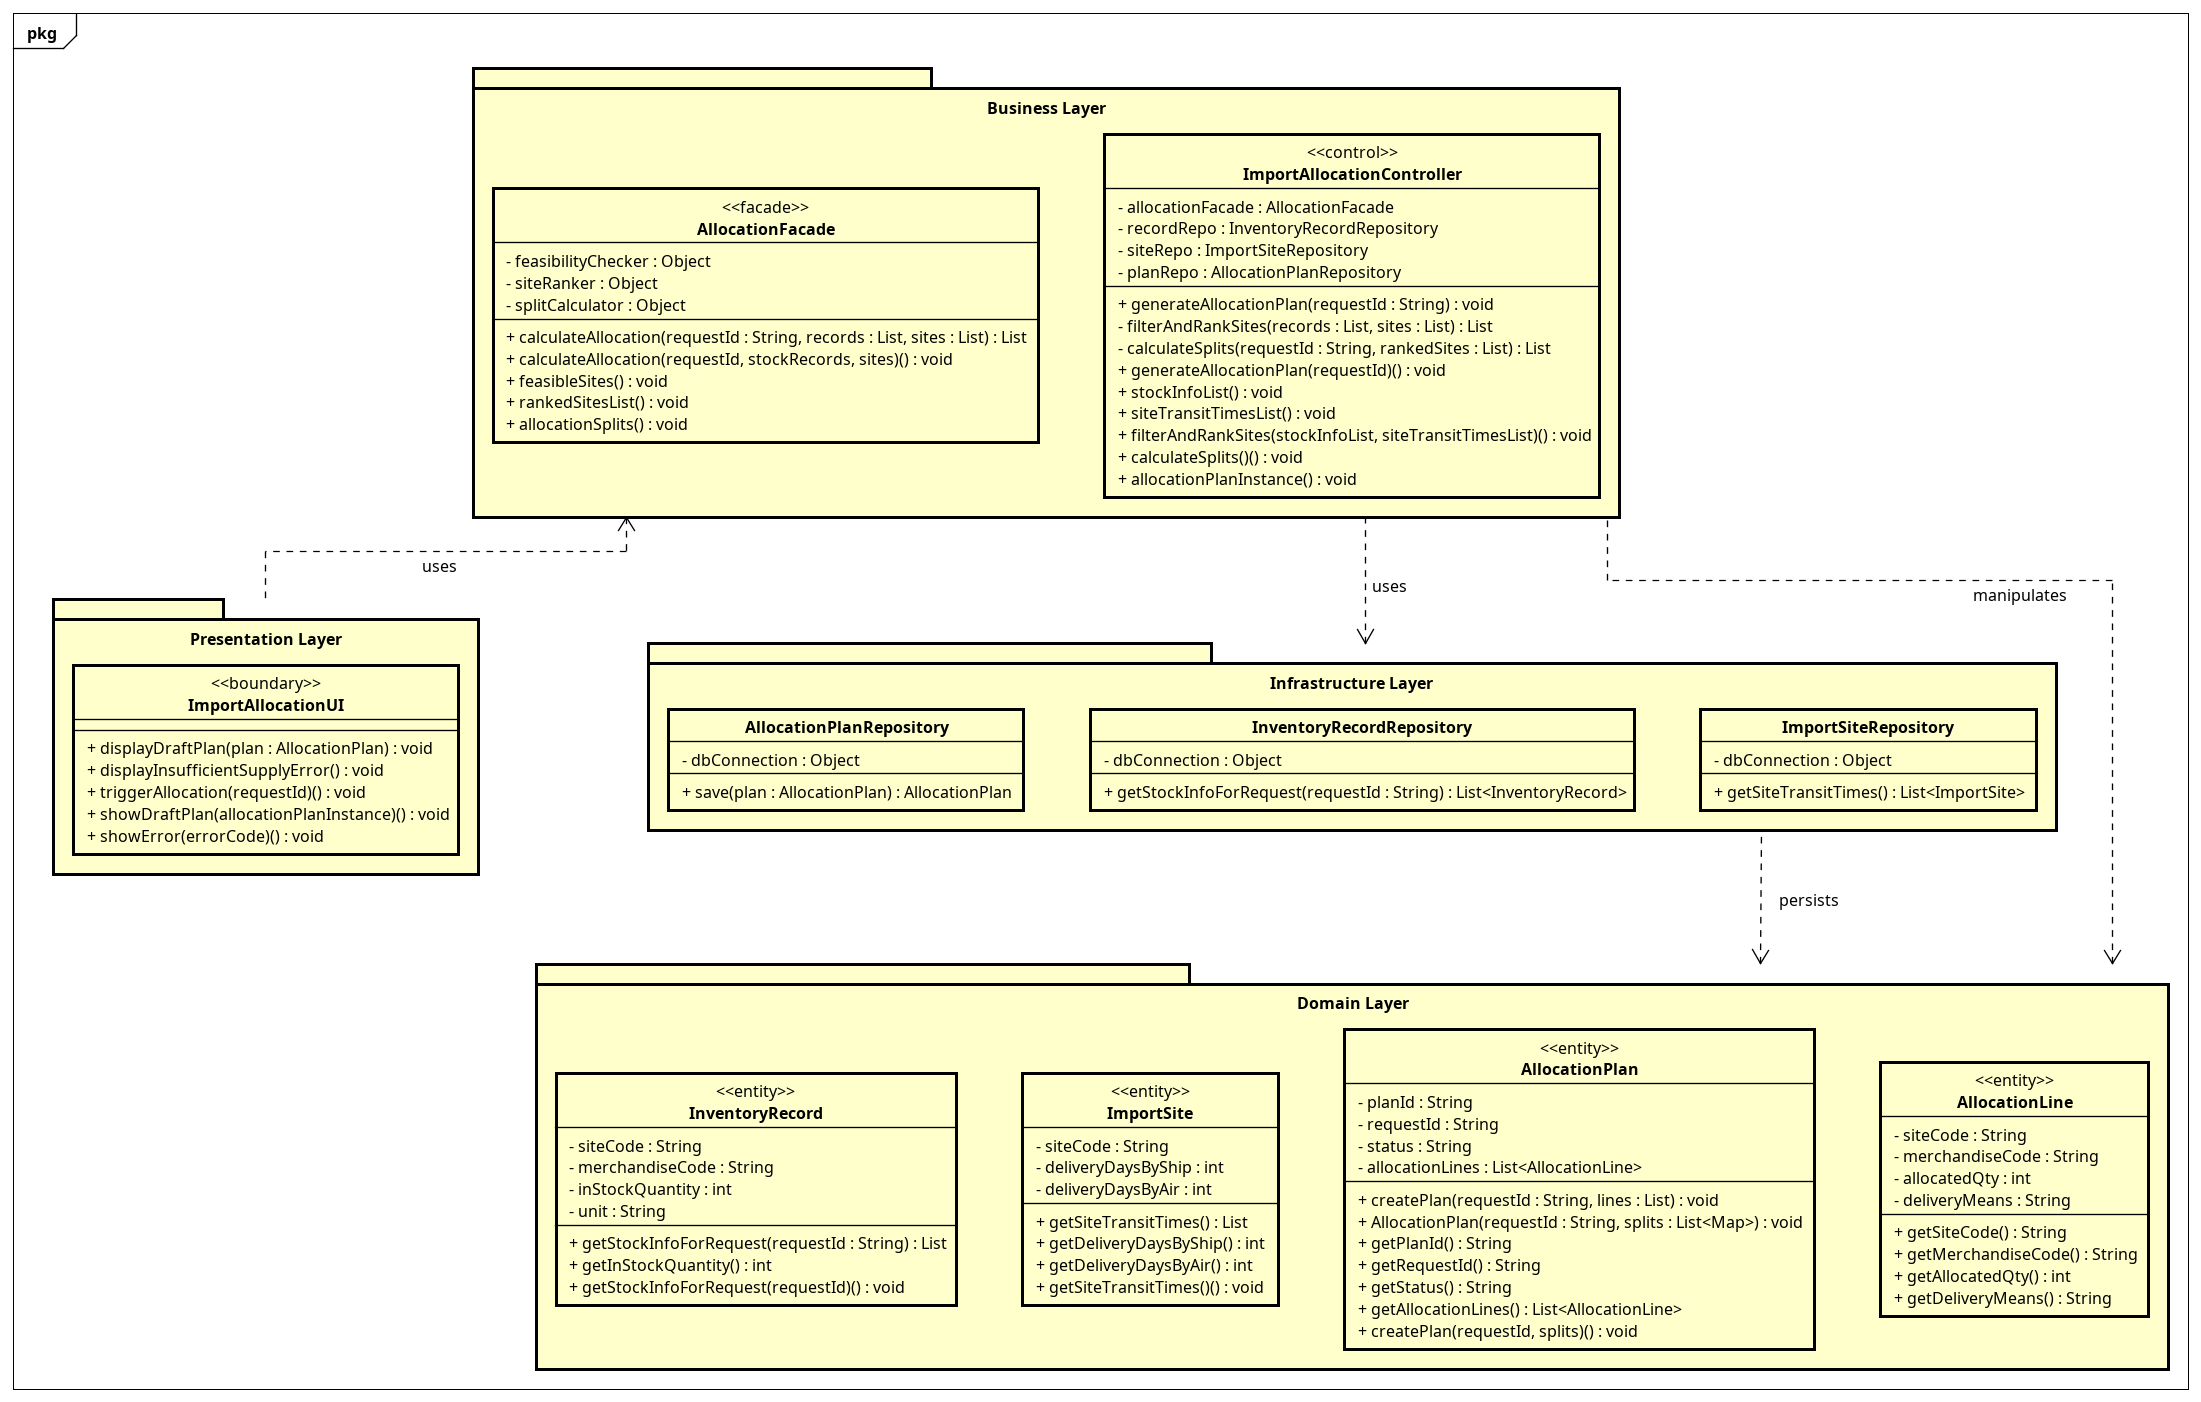 pkg
Business Layer
<<facade>>
AllocationFacade
- feasibilityChecker : Object
- siteRanker : Object
- splitCalculator : Object
+ calculateAllocation(requestId : String, records : List, sites : List) : List
+ calculateAllocation(requestId, stockRecords, sites)() : void
+ feasibleSites() : void
+ rankedSitesList() : void
+ allocationSplits() : void
<<control>>
ImportAllocationController
- allocationFacade : AllocationFacade
- recordRepo : InventoryRecordRepository
- siteRepo : ImportSiteRepository
- planRepo : AllocationPlanRepository
+ generateAllocationPlan(requestId : String) : void
- filterAndRankSites(records : List, sites : List) : List
- calculateSplits(requestId : String, rankedSites : List) : List
+ generateAllocationPlan(requestId)() : void
+ stockInfoList() : void
+ siteTransitTimesList() : void
+ filterAndRankSites(stockInfoList, siteTransitTimesList)() : void
+ calculateSplits()() : void
+ allocationPlanInstance() : void
uses
uses
manipulates
Presentation Layer
<<boundary>>
ImportAllocationUI
+ displayDraftPlan(plan : AllocationPlan) : void
+ displayInsufficientSupplyError() : void
+ triggerAllocation(requestId)() : void
+ showDraftPlan(allocationPlanInstance)() : void
+ showError(errorCode)() : void
Infrastructure Layer
AllocationPlanRepository
- dbConnection : Object
+ save(plan : AllocationPlan) : AllocationPlan
InventoryRecordRepository
- dbConnection : Object
+ getStockInfoForRequest(requestId : String) : List<InventoryRecord>
ImportSiteRepository
- dbConnection : Object
+ getSiteTransitTimes() : List<ImportSite>
persists
Domain Layer
<<entity>>
InventoryRecord
- siteCode : String
- merchandiseCode : String
- inStockQuantity : int
- unit : String
+ getStockInfoForRequest(requestId : String) : List
+ getInStockQuantity() : int
+ getStockInfoForRequest(requestId)() : void
<<entity>>
ImportSite
- siteCode : String
- deliveryDaysByShip : int
- deliveryDaysByAir : int
+ getSiteTransitTimes() : List
+ getDeliveryDaysByShip() : int
+ getDeliveryDaysByAir() : int
+ getSiteTransitTimes()() : void
<<entity>>
AllocationPlan
- planId : String
- requestId : String
- status : String
- allocationLines : List<AllocationLine>
+ createPlan(requestId : String, lines : List) : void
+ AllocationPlan(requestId : String, splits : List<Map>) : void
+ getPlanId() : String
+ getRequestId() : String
+ getStatus() : String
+ getAllocationLines() : List<AllocationLine>
+ createPlan(requestId, splits)() : void
<<entity>>
AllocationLine
- siteCode : String
- merchandiseCode : String
- allocatedQty : int
- deliveryMeans : String
+ getSiteCode() : String
+ getMerchandiseCode() : String
+ getAllocatedQty() : int
+ getDeliveryMeans() : String